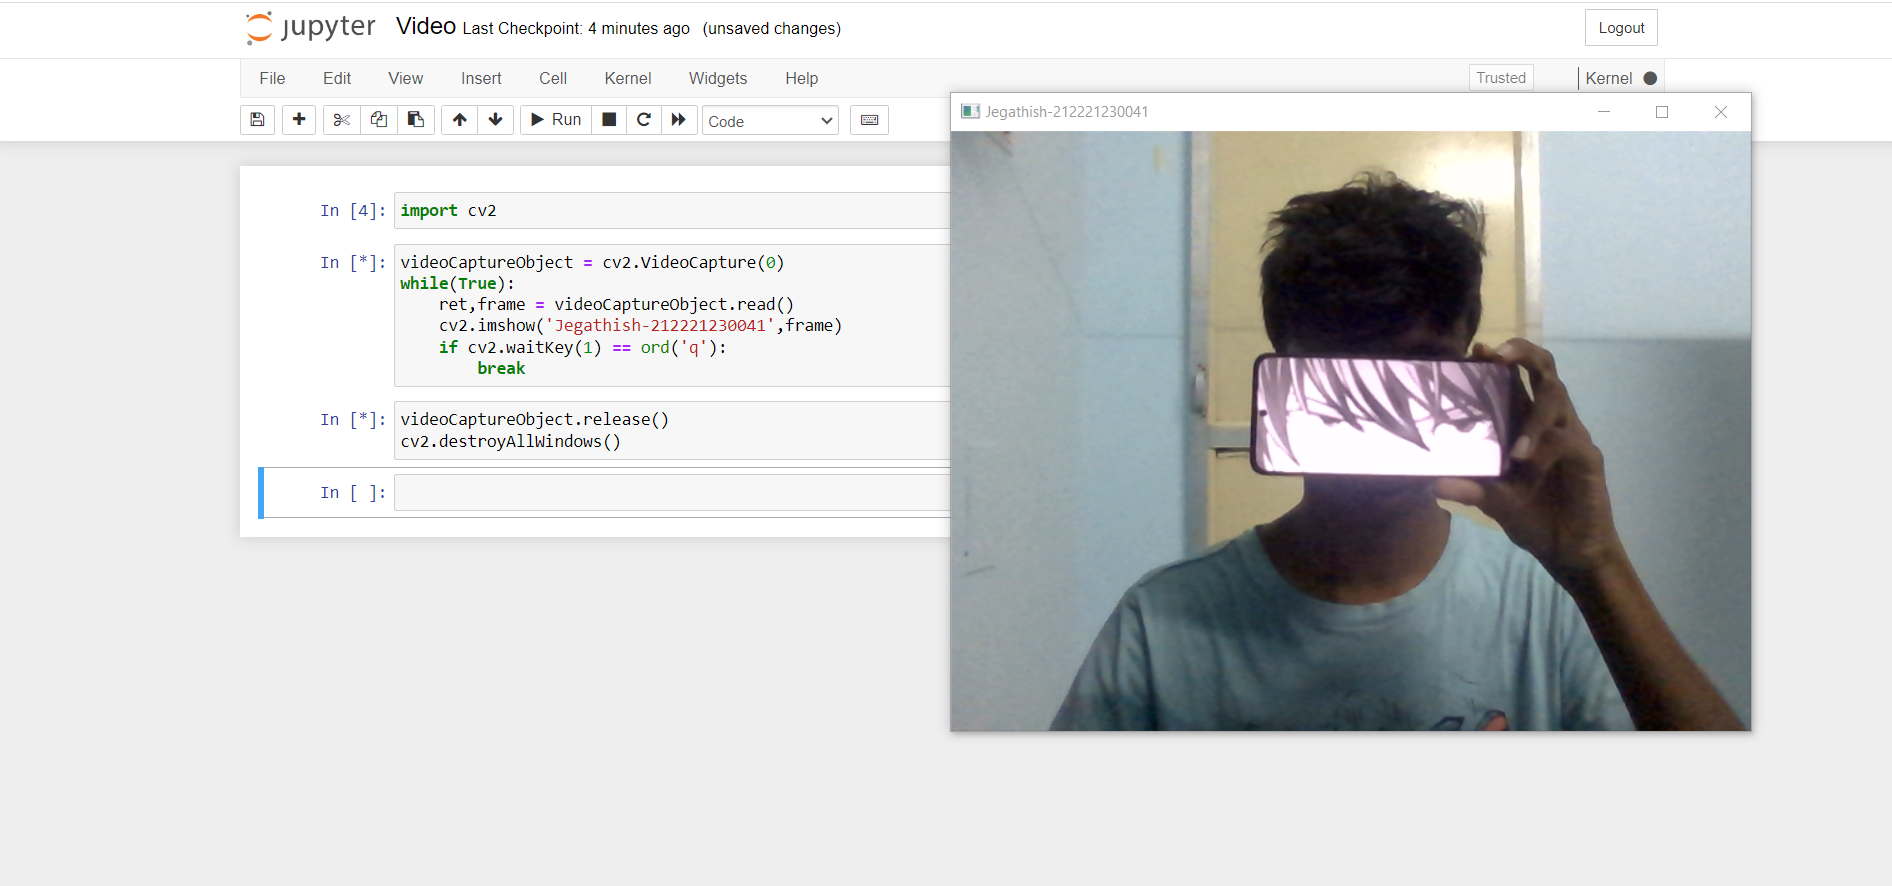 jupyter Video Last Checkpoint: 4 minutes ago (unsaved changes) Logout
File Edit View Insert Cell Kernel Widgets Help Trusted Kernel
Run Code
Jegathish-212221230041
In [4]: import cv2
In [*]: videoCaptureObject = cv2.VideoCapture(0)
while(True):
    ret,frame = videoCaptureObject.read()
    cv2.imshow('Jegathish-212221230041',frame)
    if cv2.waitKey(1) == ord('q'):
        break
In [*]: videoCaptureObject.release()
cv2.destroyAllWindows()
In [ ]: